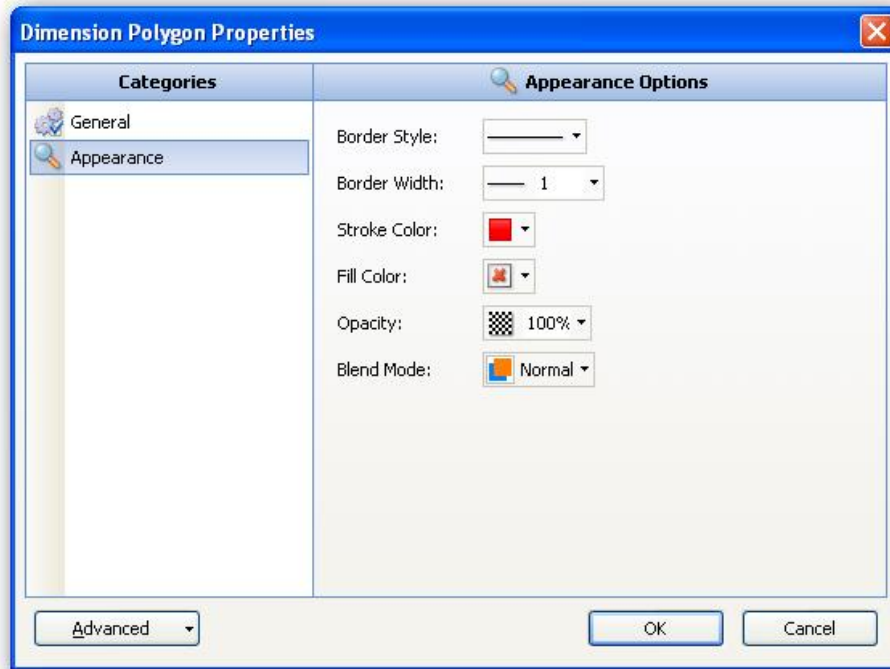 Dimension Polygon Properties
Categories
Appearance Options
General
Appearance
Border Style:
Border Width: 1
Stroke Color:
Fill Color:
Opacity: 100%
Blend Mode: Normal
Advanced
OK
Cancel